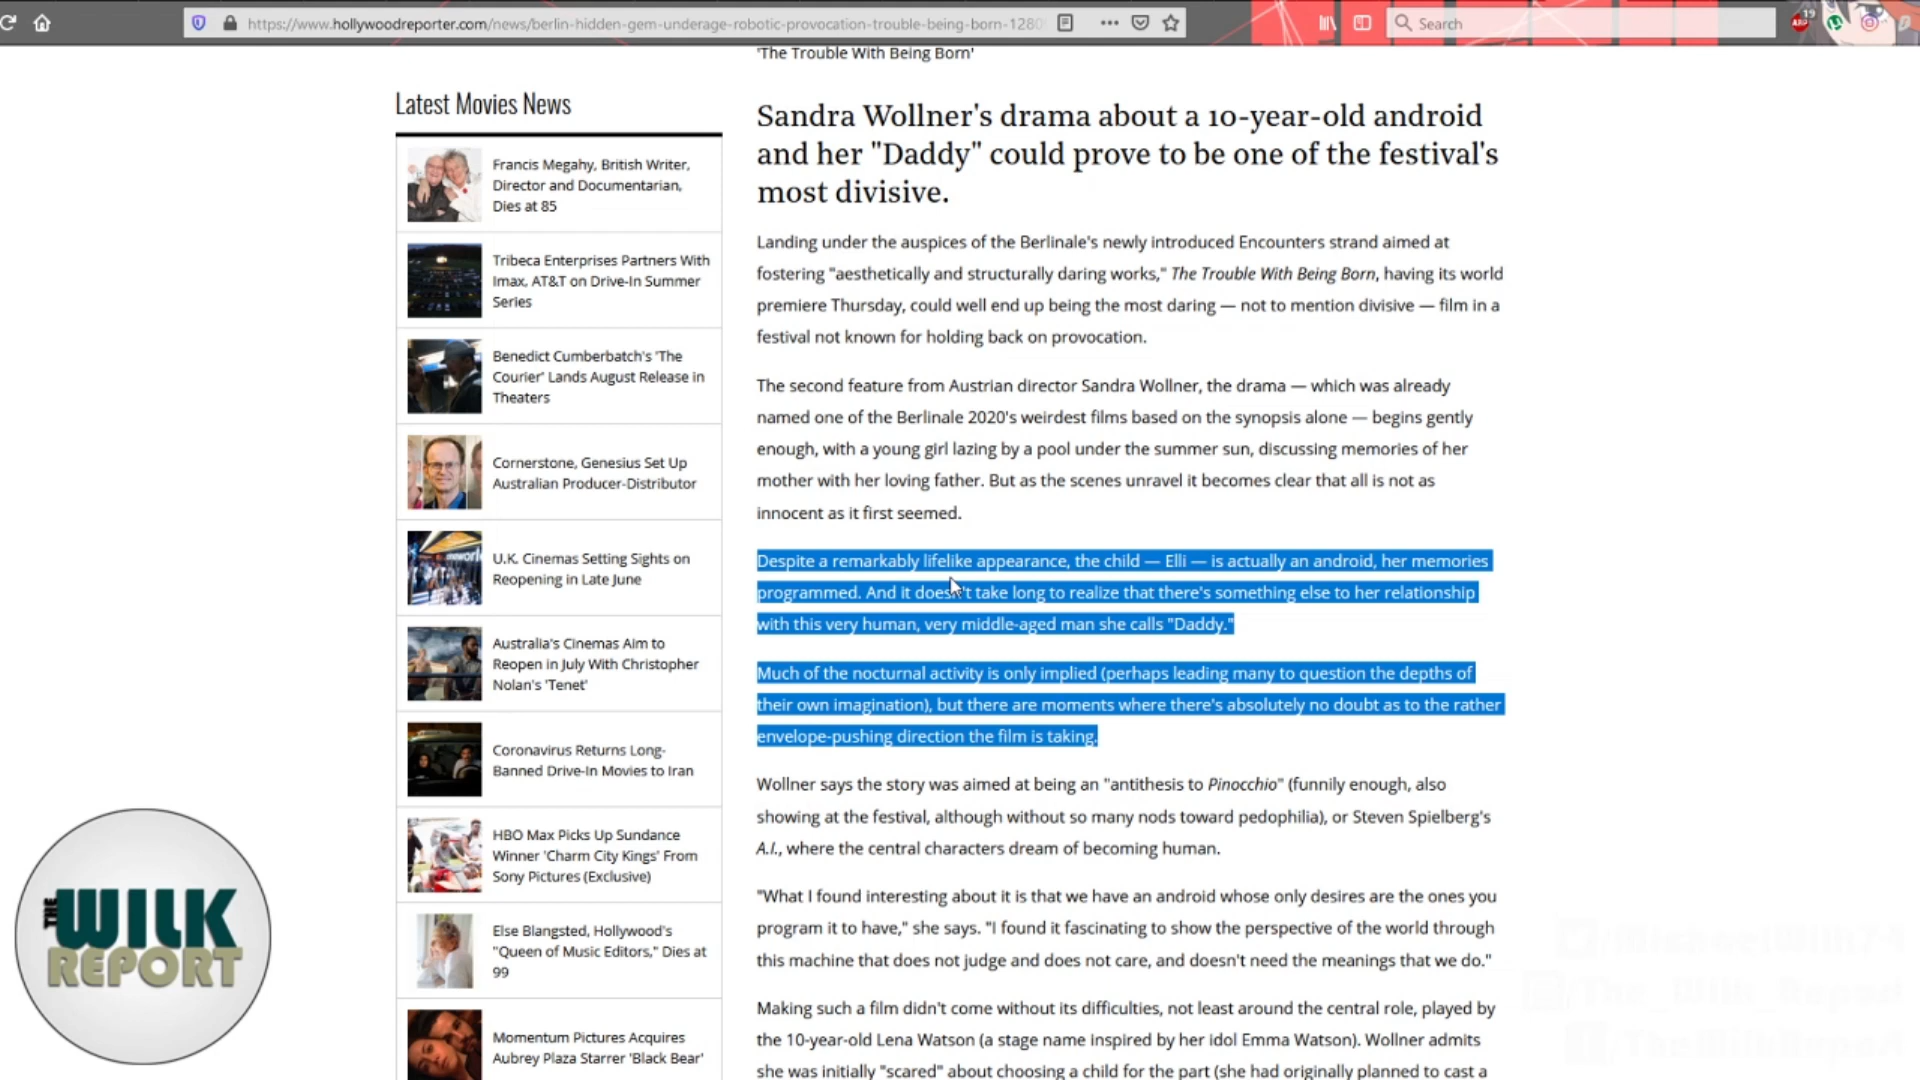 https://www.hollywoodreporter.com/news/berlin-hidden-gem-underage-robotic-provocation-trouble-being-born-1280
Search
19
ABP
'The Trouble With Being Born'
Latest Movies News
Francis Megahy, British Writer,
Director and Documentarian,
Dies at 85
Tribeca Enterprises Partners With
Imax, AT&T on Drive-In Summer
Series
Benedict Cumberbatch's 'The
Courier' Lands August Release in
Theaters
Cornerstone, Genesius Set Up
Australian Producer-Distributor
U.K. Cinemas Setting Sights on
Reopening in Late June
Australia's Cinemas Aim to
Reopen in July With Christopher
Nolan's 'Tenet'
Coronavirus Returns Long-
Banned Drive-In Movies to Iran
HBO Max Picks Up Sundance
Winner 'Charm City Kings' From
Sony Pictures (Exclusive)
Else Blangsted, Hollywood's
"Queen of Music Editors," Dies at
99
Momentum Pictures Acquires
Aubrey Plaza Starrer 'Black Bear'
Sandra Wollner's drama about a 10-year-old android
and her "Daddy" could prove to be one of the festival's
most divisive.
Landing under the auspices of the Berlinale's newly introduced Encounters strand aimed at
fostering "aesthetically and structurally daring works," The Trouble With Being Born, having its world
premiere Thursday, could well end up being the most daring — not to mention divisive — film in a
festival not known for holding back on provocation.
The second feature from Austrian director Sandra Wollner, the drama — which was already
named one of the Berlinale 2020's weirdest films based on the synopsis alone — begins gently
enough, with a young girl lazing by a pool under the summer sun, discussing memories of her
mother with her loving father. But as the scenes unravel it becomes clear that all is not as
innocent as it first seemed.
Despite a remarkably lifelike appearance, the child — Elli — is actually an android, her memories
programmed. And it doesn't take long to realize that there's something else to her relationship
with this very human, very middle-aged man she calls "Daddy."
Much of the nocturnal activity is only implied (perhaps leading many to question the depths of
their own imagination), but there are moments where there's absolutely no doubt as to the rather
envelope-pushing direction the film is taking.
Wollner says the story was aimed at being an "antithesis to Pinocchio" (funnily enough, also
showing at the festival, although without so many nods toward pedophilia), or Steven Spielberg's
A.I., where the central characters dream of becoming human.
"What I found interesting about it is that we have an android whose only desires are the ones you
program it to have," she says. "I found it fascinating to show the perspective of the world through
this machine that does not judge and does not care, and doesn't need the meanings that we do."
Making such a film didn't come without its difficulties, not least around the central role, played by
the 10-year-old Lena Watson (a stage name inspired by her idol Emma Watson). Wollner admits
she was initially "scared" about choosing a child for the part (she had originally planned to cast a
THE WILK
REPORT